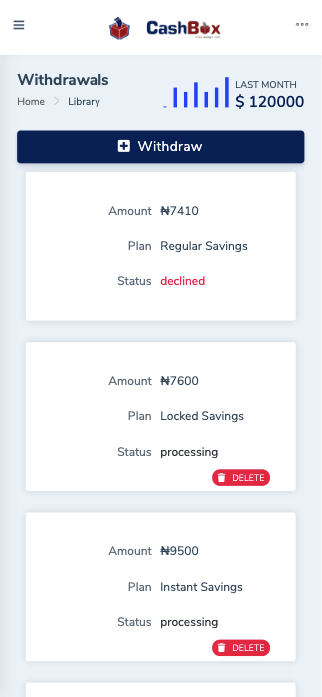 CashBox
Withdrawals
Home > Library
LAST MONTH
$ 120000
Withdraw
Amount ₦7410
Plan Regular Savings
Status declined
Amount ₦7600
Plan Locked Savings
Status processing
DELETE
Amount ₦9500
Plan Instant Savings
Status processing
DELETE